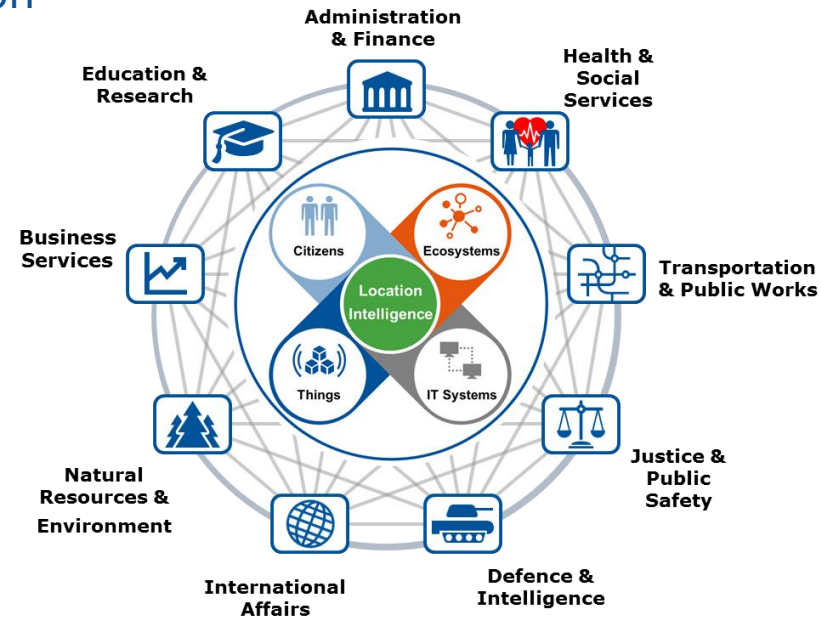 Administration
& Finance
Health &
Social
Services
Education &
Research
Citizens
Ecosystems
Business
Services
Transportation
& Public Works
Location
Intelligence
Things
IT Systems
Natural
Resources &
Environment
Justice &
Public
Safety
International
Affairs
Defence &
Intelligence